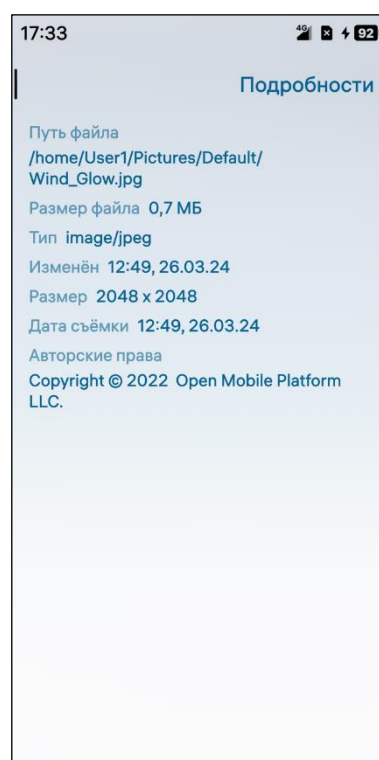 17:33
4G 92
Подробности
Путь файла
/home/User1/Pictures/Default/
Wind_Glow.jpg
Размер файла 0,7 МБ
Тип image/jpeg
Изменён 12:49, 26.03.24
Размер 2048 x 2048
Дата съёмки 12:49, 26.03.24
Авторские права
Copyright © 2022 Open Mobile Platform
LLC.